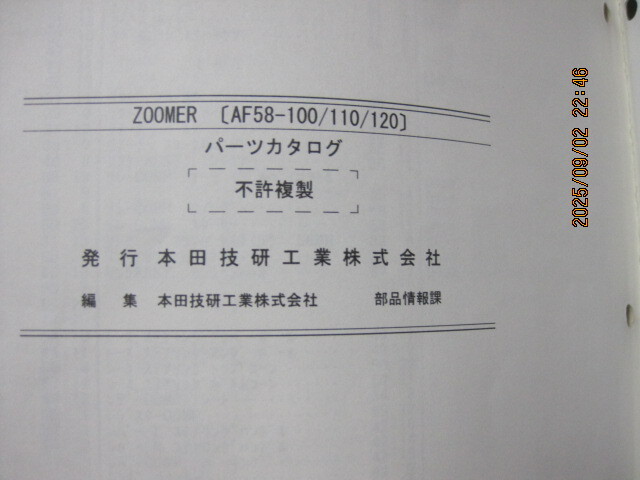 ZOOMER 〔AF58-100/110/120〕
パーツカタログ
不許複製
発行 本田技研工業株式会社
編集 本田技研工業株式会社 部品情報課
2025/09/02 22:46